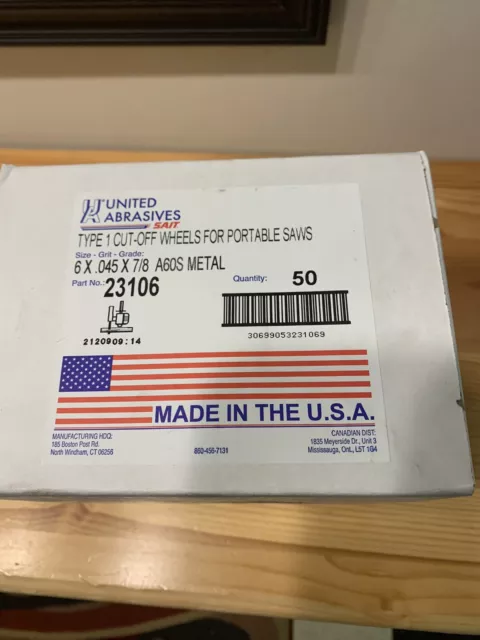 UNITED
ABRASIVES
SAIT
TYPE 1 CUT-OFF WHEELS FOR PORTABLE SAWS
Size - Grit - Grade:
6 X .045 X 7/8 A60S METAL
Part No.: 23106
Quantity: 50
30699053231069
2120909:14
MADE IN THE U.S.A.
MANUFACTURING HDQ:
185 Boston Post Rd.
North Windham, CT 06256
860-456-7131
CANADIAN DIST:
1835 Meyerside Dr., Unit 3
Mississauga, Ont., L5T 1G4